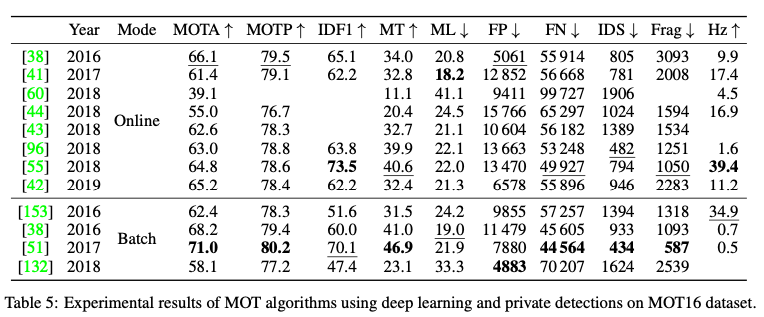 Year Mode MOTA ↑ MOTP ↑ IDF1 ↑ MT ↑ ML ↓ FP ↓ FN ↓ IDS ↓ Frag ↓ Hz ↑
[38] 2016 66.1 79.5 65.1 34.0 20.8 5061 55 914 805 3093 9.9
[41] 2017 61.4 79.1 62.2 32.8 18.2 12 852 56 668 781 2008 17.4
[60] 2018 39.1 11.1 41.1 9411 99 727 1906 4.5
[44] 2018 55.0 76.7 20.4 24.5 15 766 65 297 1024 1594 16.9
Online
[43] 2018 62.6 78.3 32.7 21.1 10 604 56 182 1389 1534
[96] 2018 63.0 78.8 63.8 39.9 22.1 13 663 53 248 482 1251 1.6
[55] 2018 64.8 78.6 73.5 40.6 22.0 13 470 49 927 794 1050 39.4
[42] 2019 65.2 78.4 62.2 32.4 21.3 6578 55 896 946 2283 11.2
[153] 2016 62.4 78.3 51.6 31.5 24.2 9855 57 257 1394 1318 34.9
[38] 2016 68.2 79.4 60.0 41.0 19.0 11 479 45 605 933 1093 0.7
Batch
[51] 2017 71.0 80.2 70.1 46.9 21.9 7880 44 564 434 587 0.5
[132] 2018 58.1 77.2 47.4 23.1 33.3 4883 70 207 1624 2539
Table 5: Experimental results of MOT algorithms using deep learning and private detections on MOT16 dataset.